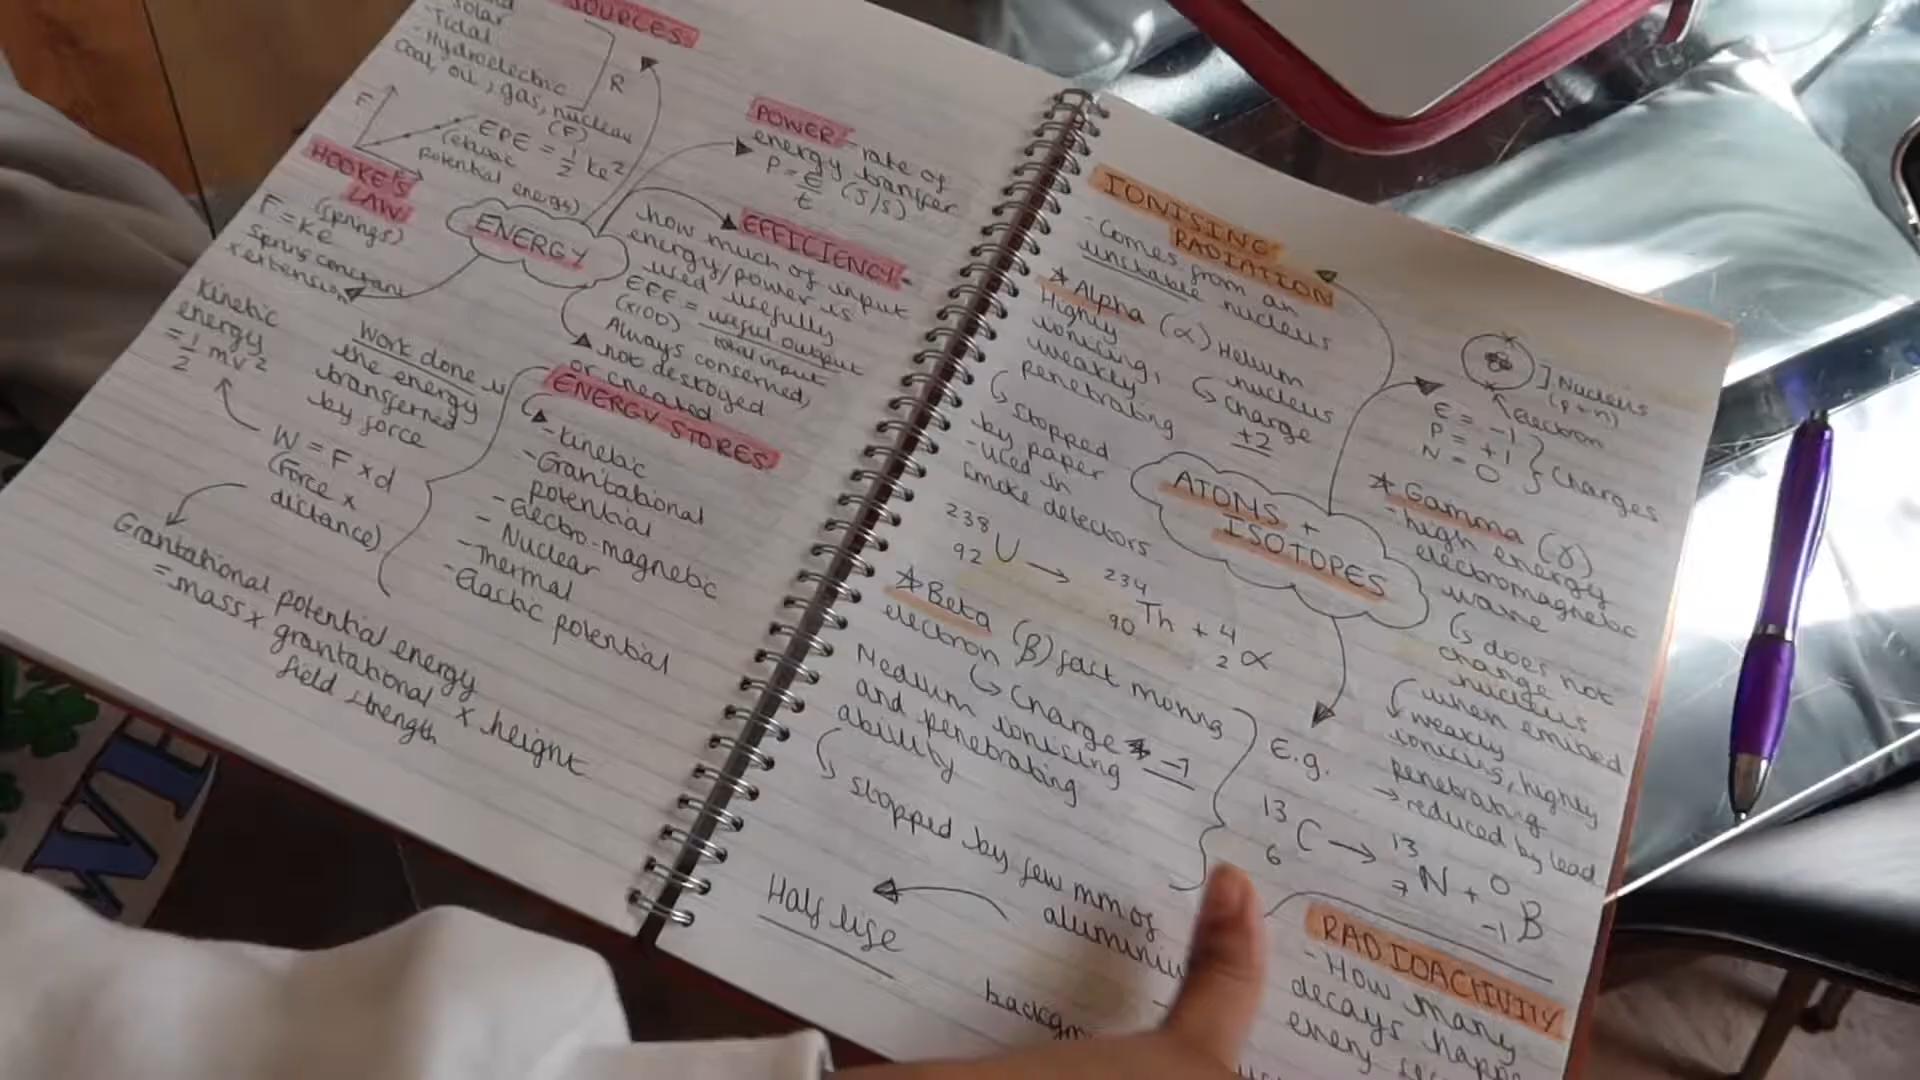 SOURCES
solar
-Tidal
-Hydroelectric
Coal, oil, gas, nuclear
(F)
R
F
EPE = 1/2 ke²
(elastic
potential energy)
HOOKE'S
LAW
(springs)
F = ke
Spring constant
x extension
ENERGY
POWER - rate of
energy transfer
P = E/t (J/s)
EFFICIENCY-
how much of input
energy/power is
used usefully
EFE = useful output
(x100) total input
Always conserved,
not destoged
or created
ENERGY STORES
-kinetic
-Gravitational
potential
-Electro-magnetic
- Nuclear
-Thermal
-Elastic potential
Kinetic
energy
= 1/2 mv²
Work done is
the energy
transferred
by force
W = F x d
(Force x
distance)
Gravitational potential energy
= mass x gravitational x height
field strength
IONISING
RADIATION
-Comes from an
unstable nucleus
Alpha (α) Helium
nucleus
charge
+2
Highly
ionising,
weakly
penetrating
stopped
by paper
-Used in
smoke detectors
238
92 U → 234
90 Th + 4
2 α
Beta (β) fast moving
electron
Charge -1
Medium ionising
and penetrating
ability
stopped by few mm of
aluminiu
Half life
backgr
ATOMS +
ISOTOPES
] Nucleus
(p+n)
electron
E = -1
P = +1
N = 0
} Charges
Gamma (γ)
-high energy
electromagnetic
wave
does not
change
nucleus
when emitted
weakly
ionisus, highly
penetrating
→reduced by lead
E.g.
13
6 C → 13
7 N + 0
-1 B
RADIOACTIVITY
- How many
decays happe
every sec